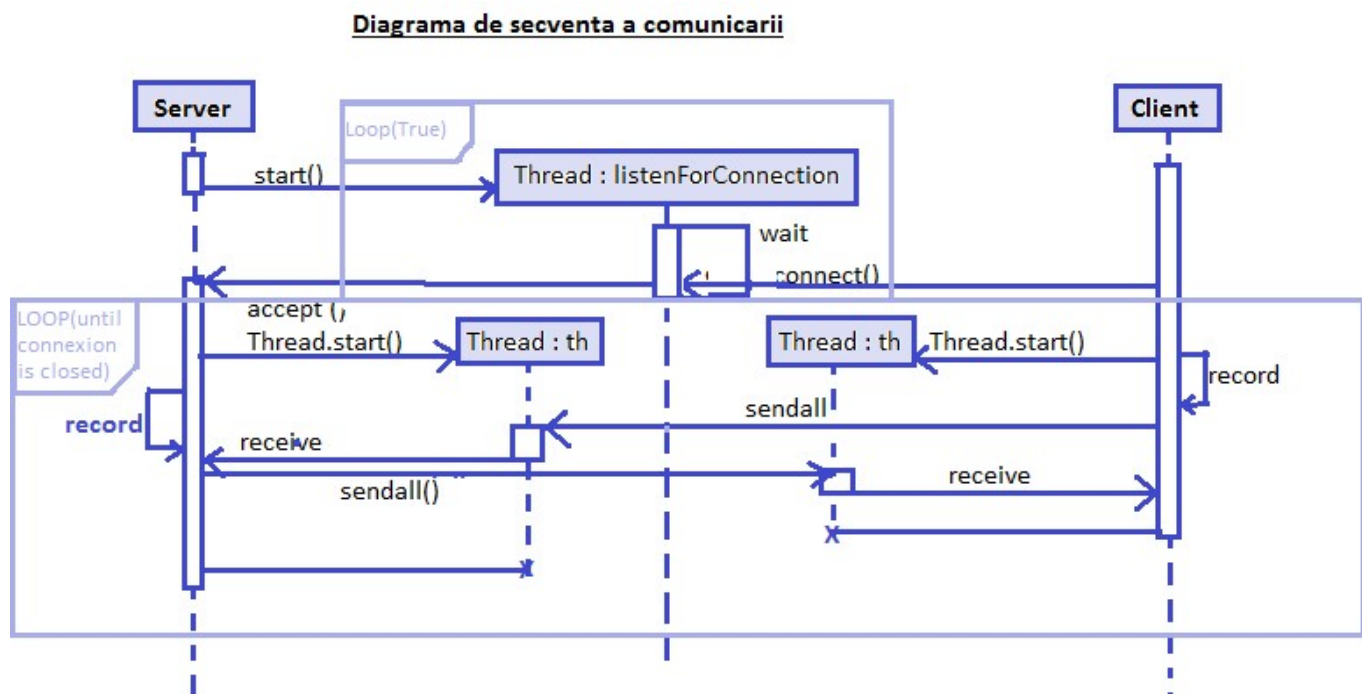 Diagrama de secventa a comunicarii
Server
Client
Loop(True)
start()
Thread : listenForConnection
wait
connect()
accept ()
LOOP(until
connexion
is closed)
Thread.start()
Thread : th
Thread : th
Thread.start()
record
record
sendall
receive
sendall()
receive
x
x